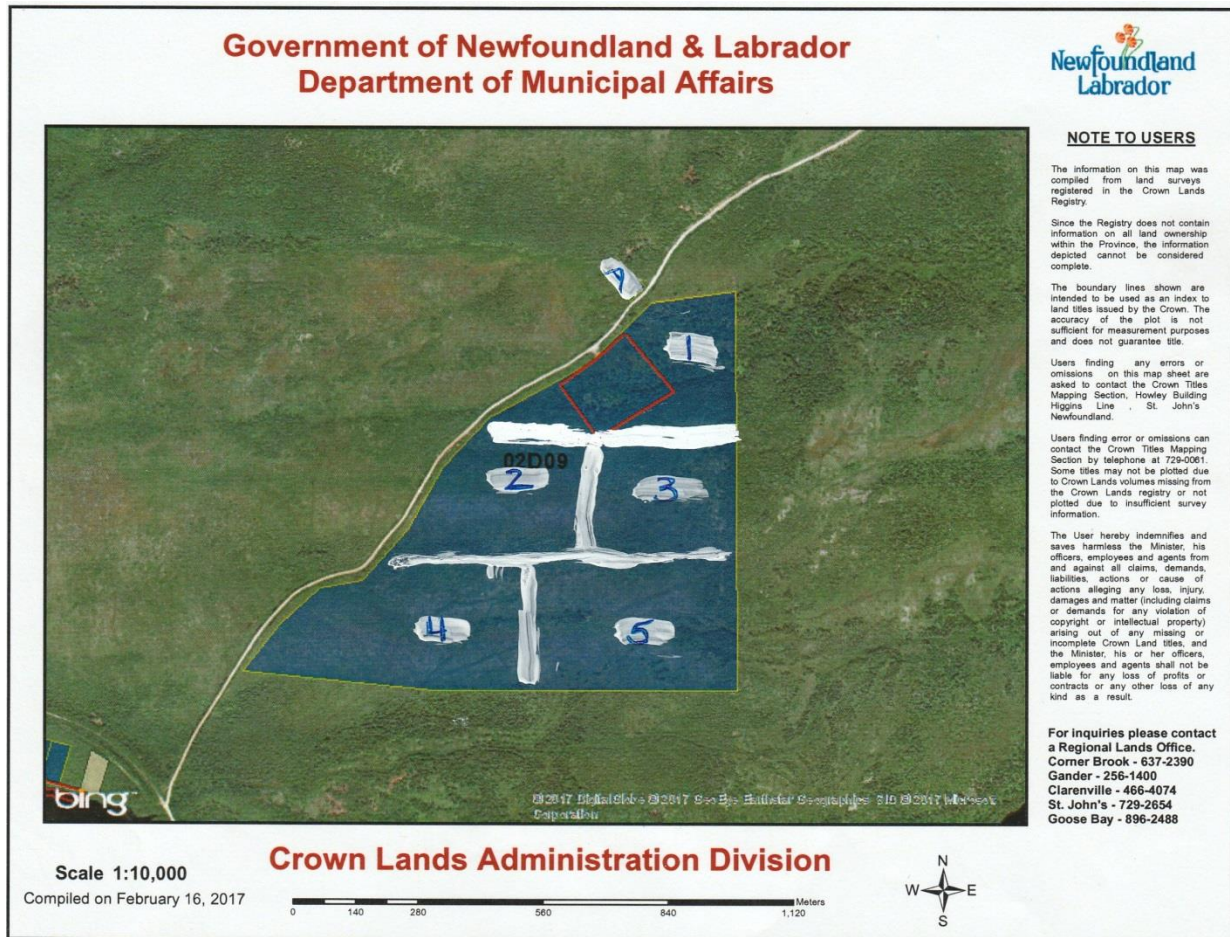 Government of Newfoundland & Labrador
Department of Municipal Affairs
Newfoundland
Labrador
NOTE TO USERS
The information on this map was
compiled from land surveys
registered in the Crown Lands
Registry.
Since the Registry does not contain
information on all land ownership
within the Province, the information
depicted cannot be considered
complete.
The boundary lines shown are
intended to be used as an index to
land titles issued by the Crown. The
accuracy of the plot is not
sufficient for measurement purposes
and does not guarantee title.
Users finding any errors or
omissions on this map sheet are
asked to contact the Crown Titles
Mapping Section, Howley Building
Higgins Line , St. John's
Newfoundland.
Users finding error or omissions can
contact the Crown Titles Mapping
Section by telephone at 729-0061.
Some titles may not be plotted due
to Crown Lands volumes missing from
the Crown Lands registry or not
plotted due to insufficient survey
information.
The User hereby indemnifies and
saves harmless the Minister, his
officers, employees and agents from
and against all claims, demands,
liabilities, actions or cause of
actions alleging any loss, injury,
damages and matter (including claims
or demands for any violation of
copyright or intellectual property)
arising out of any missing or
incomplete Crown Land titles, and
the Minister, his or her officers,
employees and agents shall not be
liable for any loss of profits or
contracts or any other loss of any
kind as a result.
For inquiries please contact
a Regional Lands Office.
Corner Brook - 637-2390
Gander - 256-1400
Clarenville - 466-4074
St. John's - 729-2654
Goose Bay - 896-2488
1
02D09
2
3
4
5
bing
© 2017 DigitalGlobe © 2017 GeoEye Earthstar Geographics SIO © 2017 Microsoft
Corporation
Crown Lands Administration Division
Scale 1:10,000
Compiled on February 16, 2017
0 140 280 560 840 1,120
Meters
N
W E
S